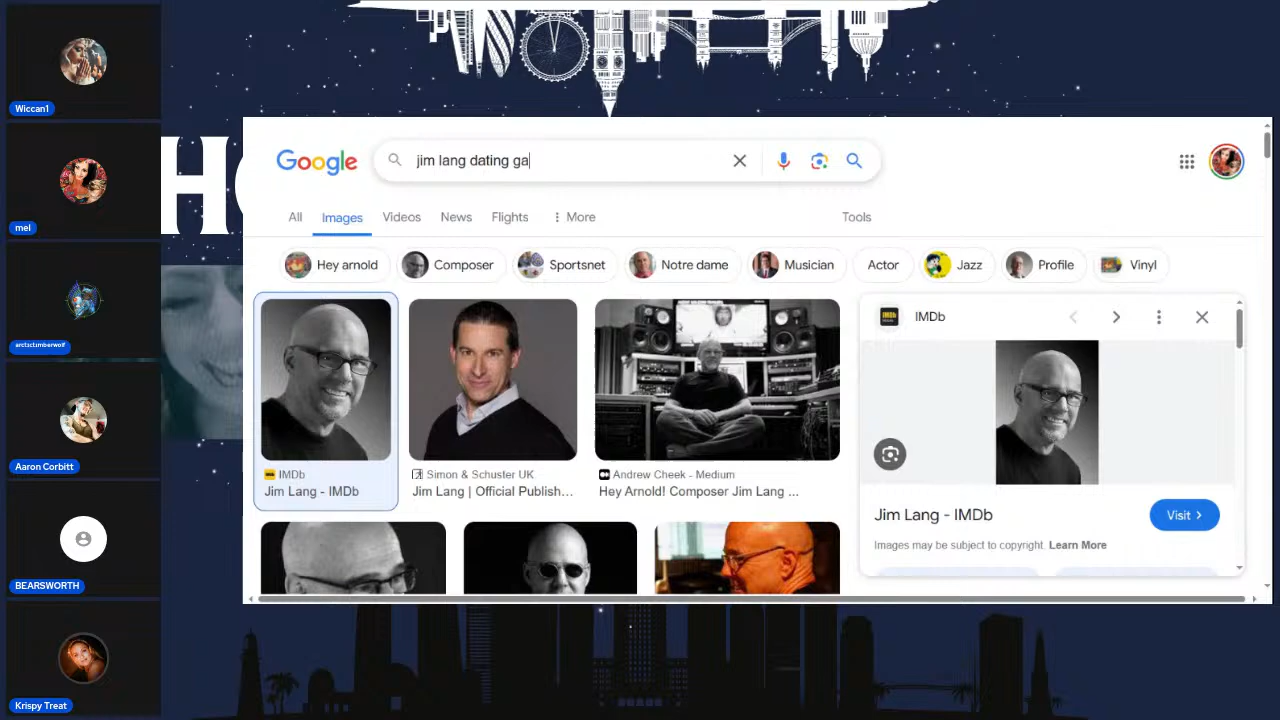 WORLD
HO
Wiccan1
mel
arctictimberwolf
Aaron Corbitt
BEARSWORTH
Krispy Treat
Google
jim lang dating ga
All
Images
Videos
News
Flights
More
Tools
Hey arnold
Composer
Sportsnet
Notre dame
Musician
Actor
Jazz
Profile
Vinyl
IMDb
Jim Lang - IMDb
Simon & Schuster UK
Jim Lang | Official Publish...
Andrew Cheek - Medium
Hey Arnold! Composer Jim Lang ...
IMDb
Jim Lang - IMDb
Visit
Images may be subject to copyright. Learn More